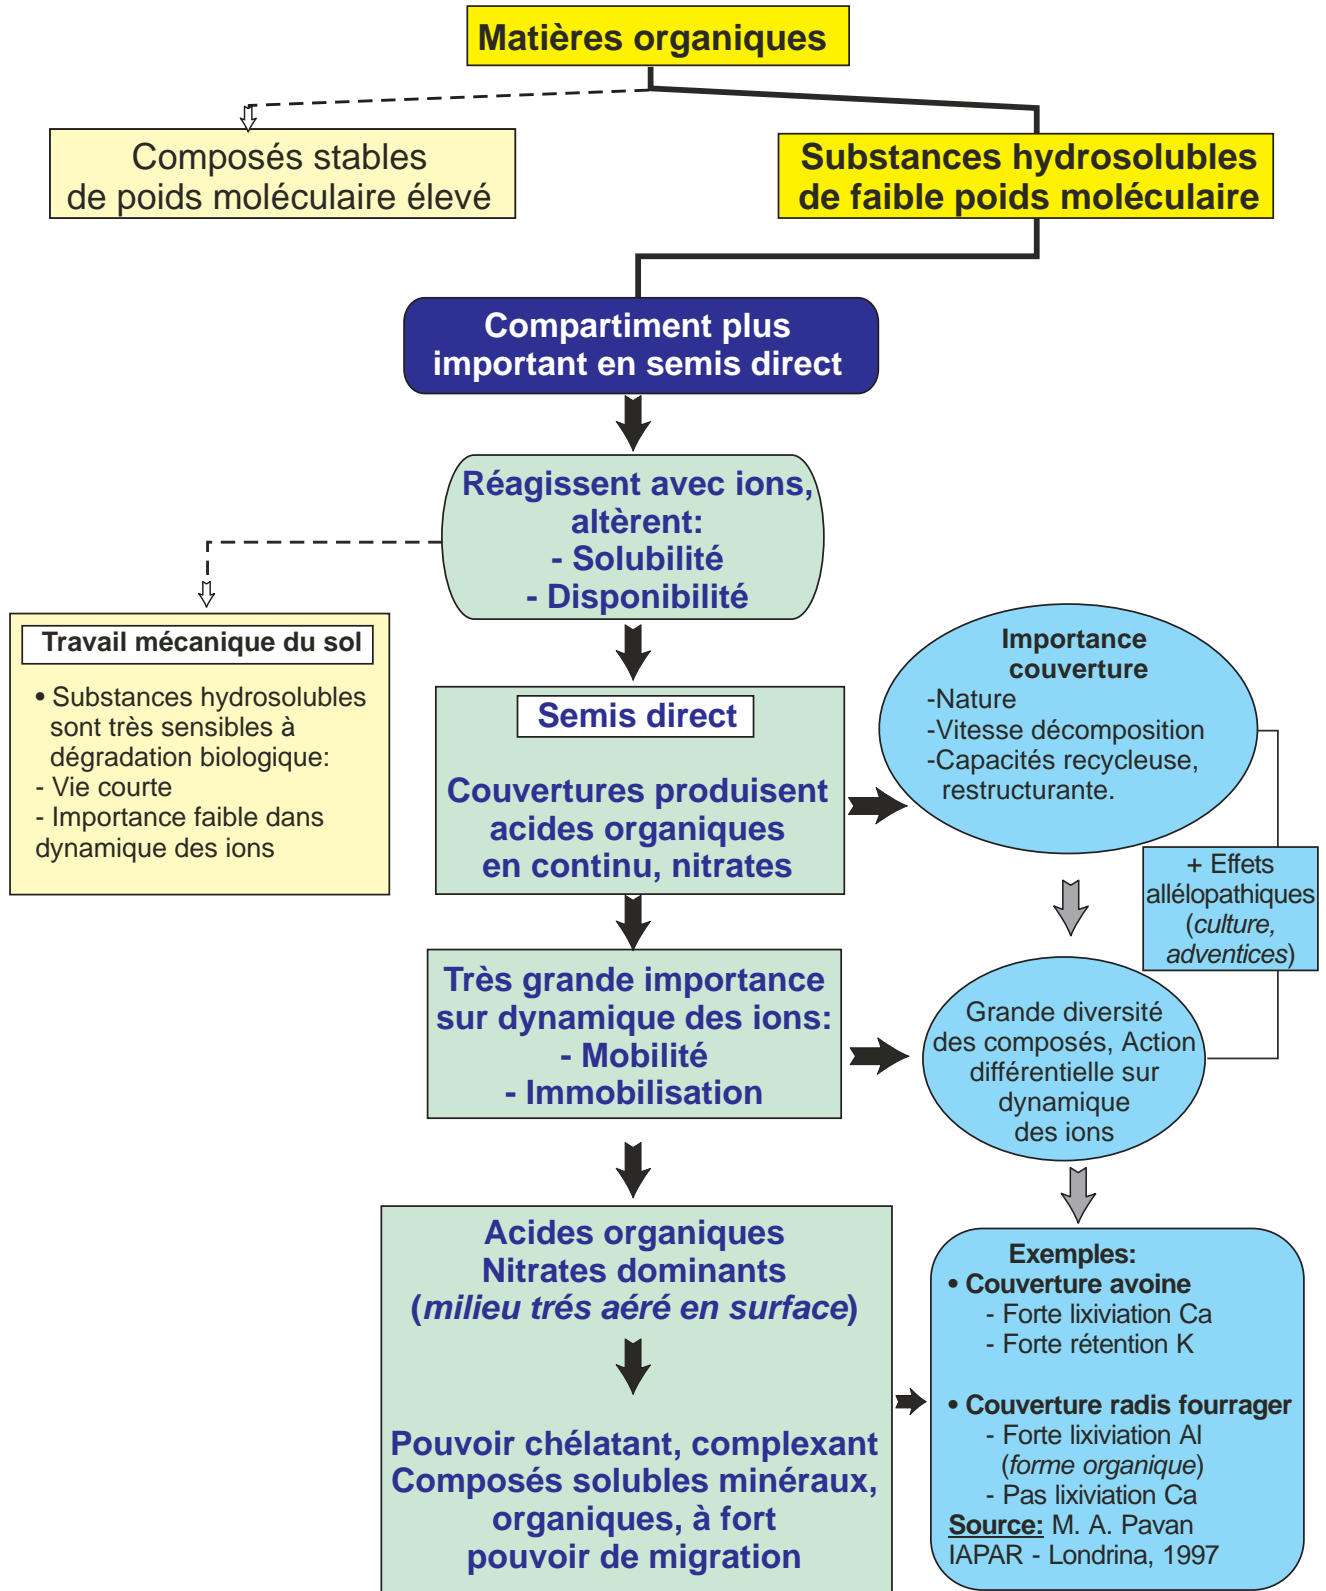 Matières organiques
Composés stables
de poids moléculaire élevé
Substances hydrosolubles
de faible poids moléculaire
Compartiment plus
important en semis direct
Réagissent avec ions,
altèrent:
- Solubilité
- Disponibilité
Travail mécanique du sol
• Substances hydrosolubles
sont très sensibles à
dégradation biologique:
- Vie courte
- Importance faible dans
dynamique des ions
Semis direct
Couvertures produisent
acides organiques
en continu, nitrates
Importance
couverture
-Nature
-Vitesse décomposition
-Capacités recycleuse,
restructurante.
+ Effets
allélopathiques
(culture,
adventices)
Très grande importance
sur dynamique des ions:
- Mobilité
- Immobilisation
Grande diversité
des composés, Action
différentielle sur
dynamique
des ions
Acides organiques
Nitrates dominants
(milieu trés aéré en surface)
Pouvoir chélatant, complexant
Composés solubles minéraux,
organiques, à fort
pouvoir de migration
Exemples:
• Couverture avoine
- Forte lixiviation Ca
- Forte rétention K
• Couverture radis fourrager
- Forte lixiviation Al
(forme organique)
- Pas lixiviation Ca
Source: M. A. Pavan
IAPAR - Londrina, 1997